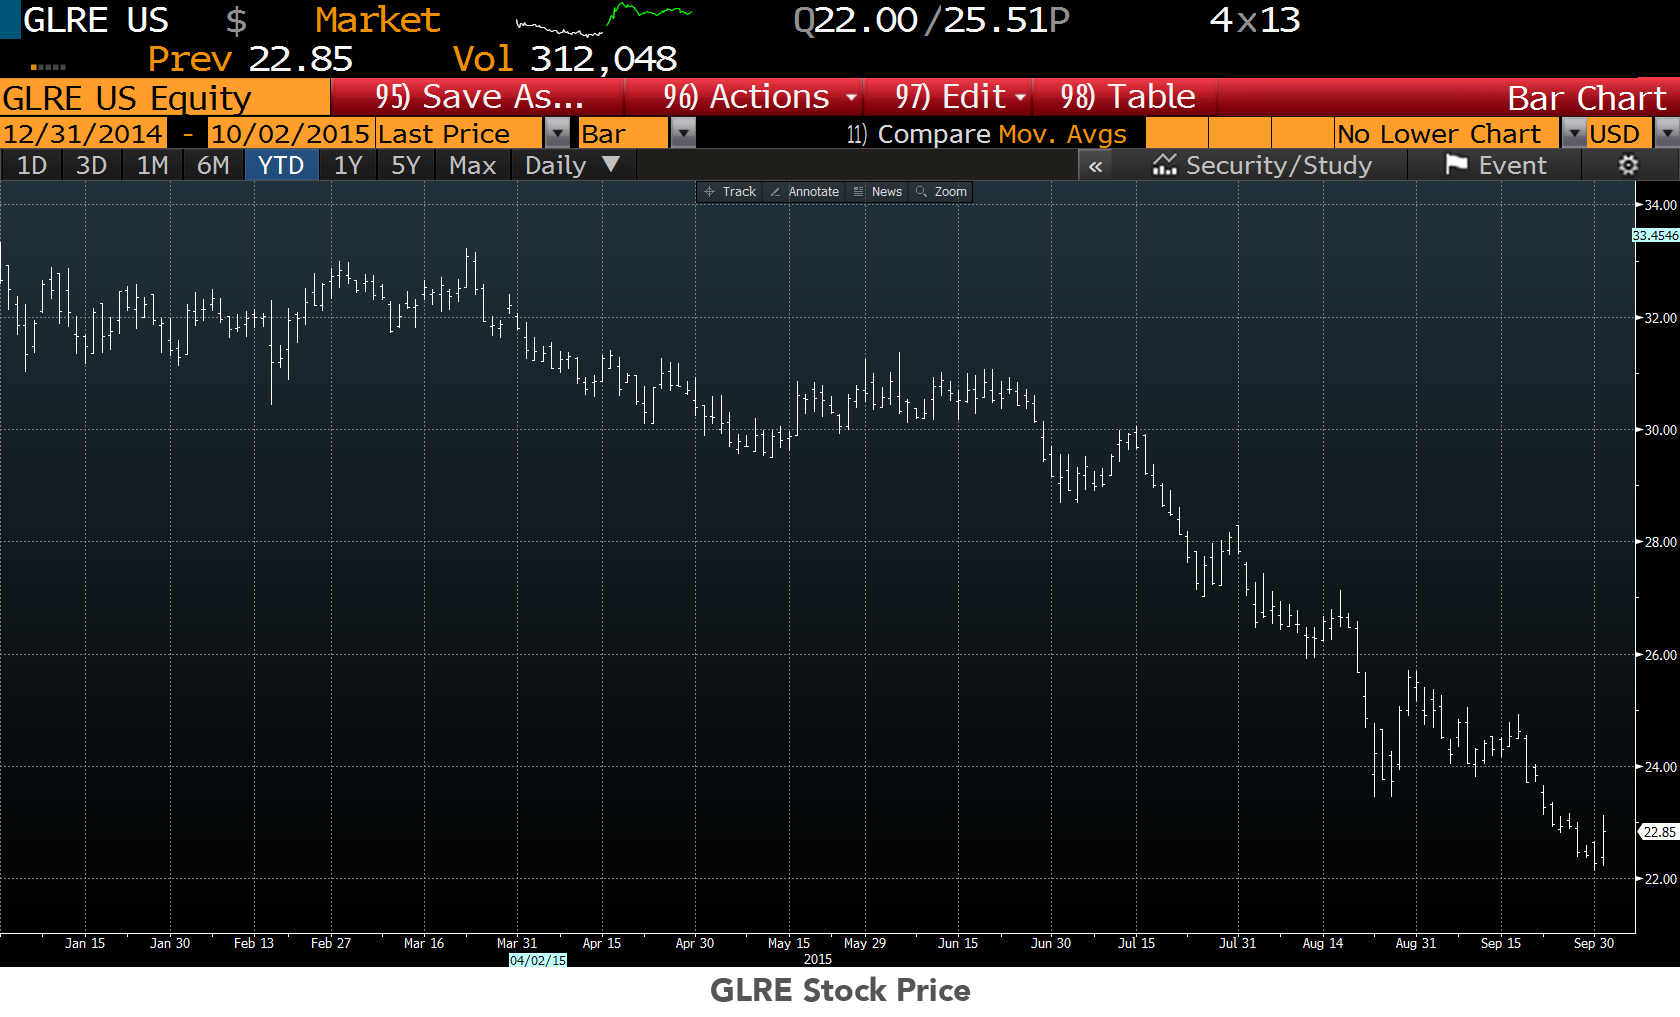 GLRE US $ Market Q22.00/25.51P 4x13
Prev 22.85 Vol 312,048
GLRE US Equity 95) Save As... 96) Actions 97) Edit 98) Table Bar Chart
12/31/2014 - 10/02/2015 Last Price Bar 11) Compare Mov. Avgs No Lower Chart USD
1D 3D 1M 6M YTD 1Y 5Y Max Daily ▼ « Security/Study Event
Track Annotate News Zoom
34.00
33.4546
32.00
30.00
28.00
26.00
24.00
22.85
22.00
Jan 15 Jan 30 Feb 13 Feb 27 Mar 16 Mar 31 Apr 15 Apr 30 May 15 May 29 Jun 15 Jun 30 Jul 15 Jul 31 Aug 14 Aug 31 Sep 15 Sep 30
04/02/15 2015
GLRE Stock Price